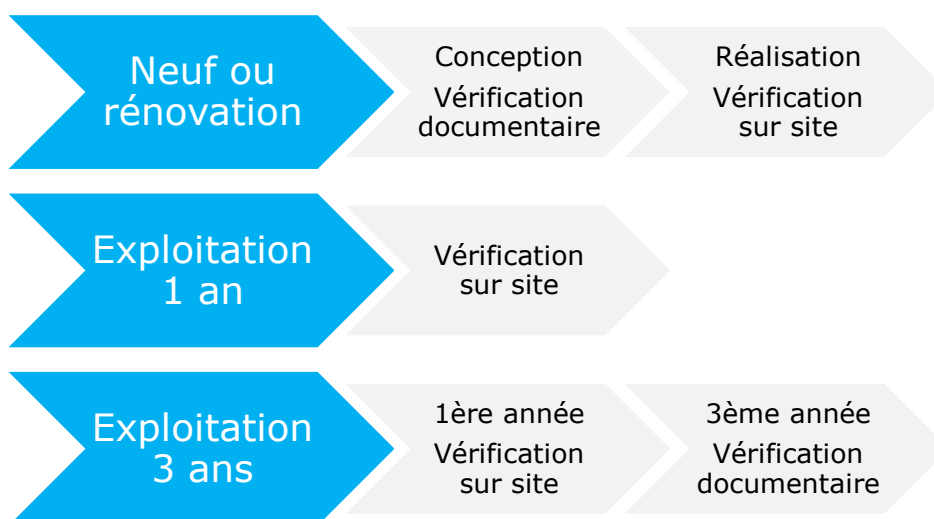 Neuf ou
rénovation
Conception
Vérification
documentaire
Réalisation
Vérification
sur site
Exploitation
1 an
Vérification
sur site
Exploitation
3 ans
1ère année
Vérification
sur site
3ème année
Vérification
documentaire